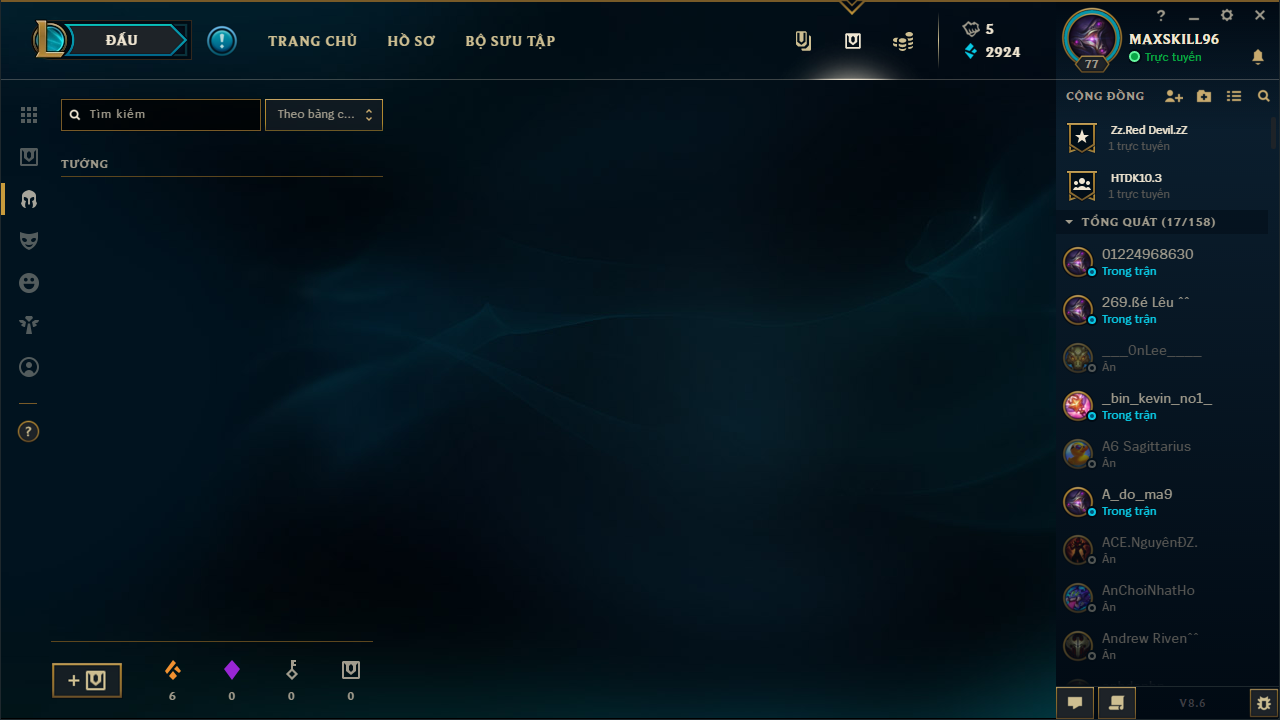 ĐẤU
TRANG CHỦ
HỒ SƠ
BỘ SƯU TẬP
5
2924
77
MAXSKILL96
Trực tuyến
Tìm kiếm
Theo bảng c...
TƯỚNG
CỘNG ĐỒNG
Zz.Red Devil.zZ
1 trực tuyến
HTDK10.3
1 trực tuyến
TỔNG QUÁT (17/158)
01224968630
Trong trận
269.ßé Lêu ^^
Trong trận
____0nLee_____
Ẩn
_bin_kevin_no1_
Trong trận
A6 Sagittarius
Ẩn
A_do_ma9
Trong trận
ACE.NguyênĐZ.
Ẩn
AnChoiNhatHo
Ẩn
Andrew Riven^^
Ẩn
6
0
0
0
V8.6